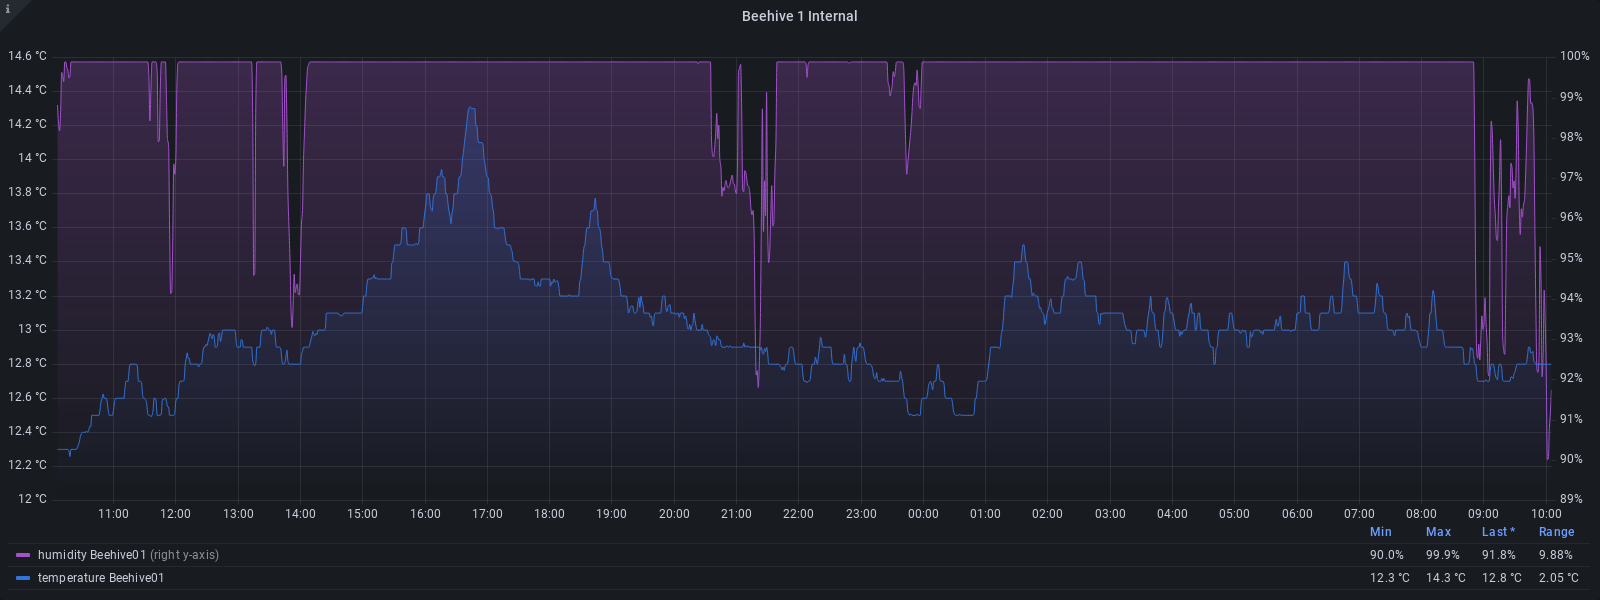 i
Beehive 1 Internal
14.6 °C
14.4 °C
14.2 °C
14 °C
13.8 °C
13.6 °C
13.4 °C
13.2 °C
13 °C
12.8 °C
12.6 °C
12.4 °C
12.2 °C
12 °C
100%
99%
98%
97%
96%
95%
94%
93%
92%
91%
90%
89%
11:00 12:00 13:00 14:00 15:00 16:00 17:00 18:00 19:00 20:00 21:00 22:00 23:00 00:00 01:00 02:00 03:00 04:00 05:00 06:00 07:00 08:00 09:00 10:00
Min Max Last * Range
humidity Beehive01 (right y-axis) 90.0% 99.9% 91.8% 9.88%
temperature Beehive01 12.3 °C 14.3 °C 12.8 °C 2.05 °C